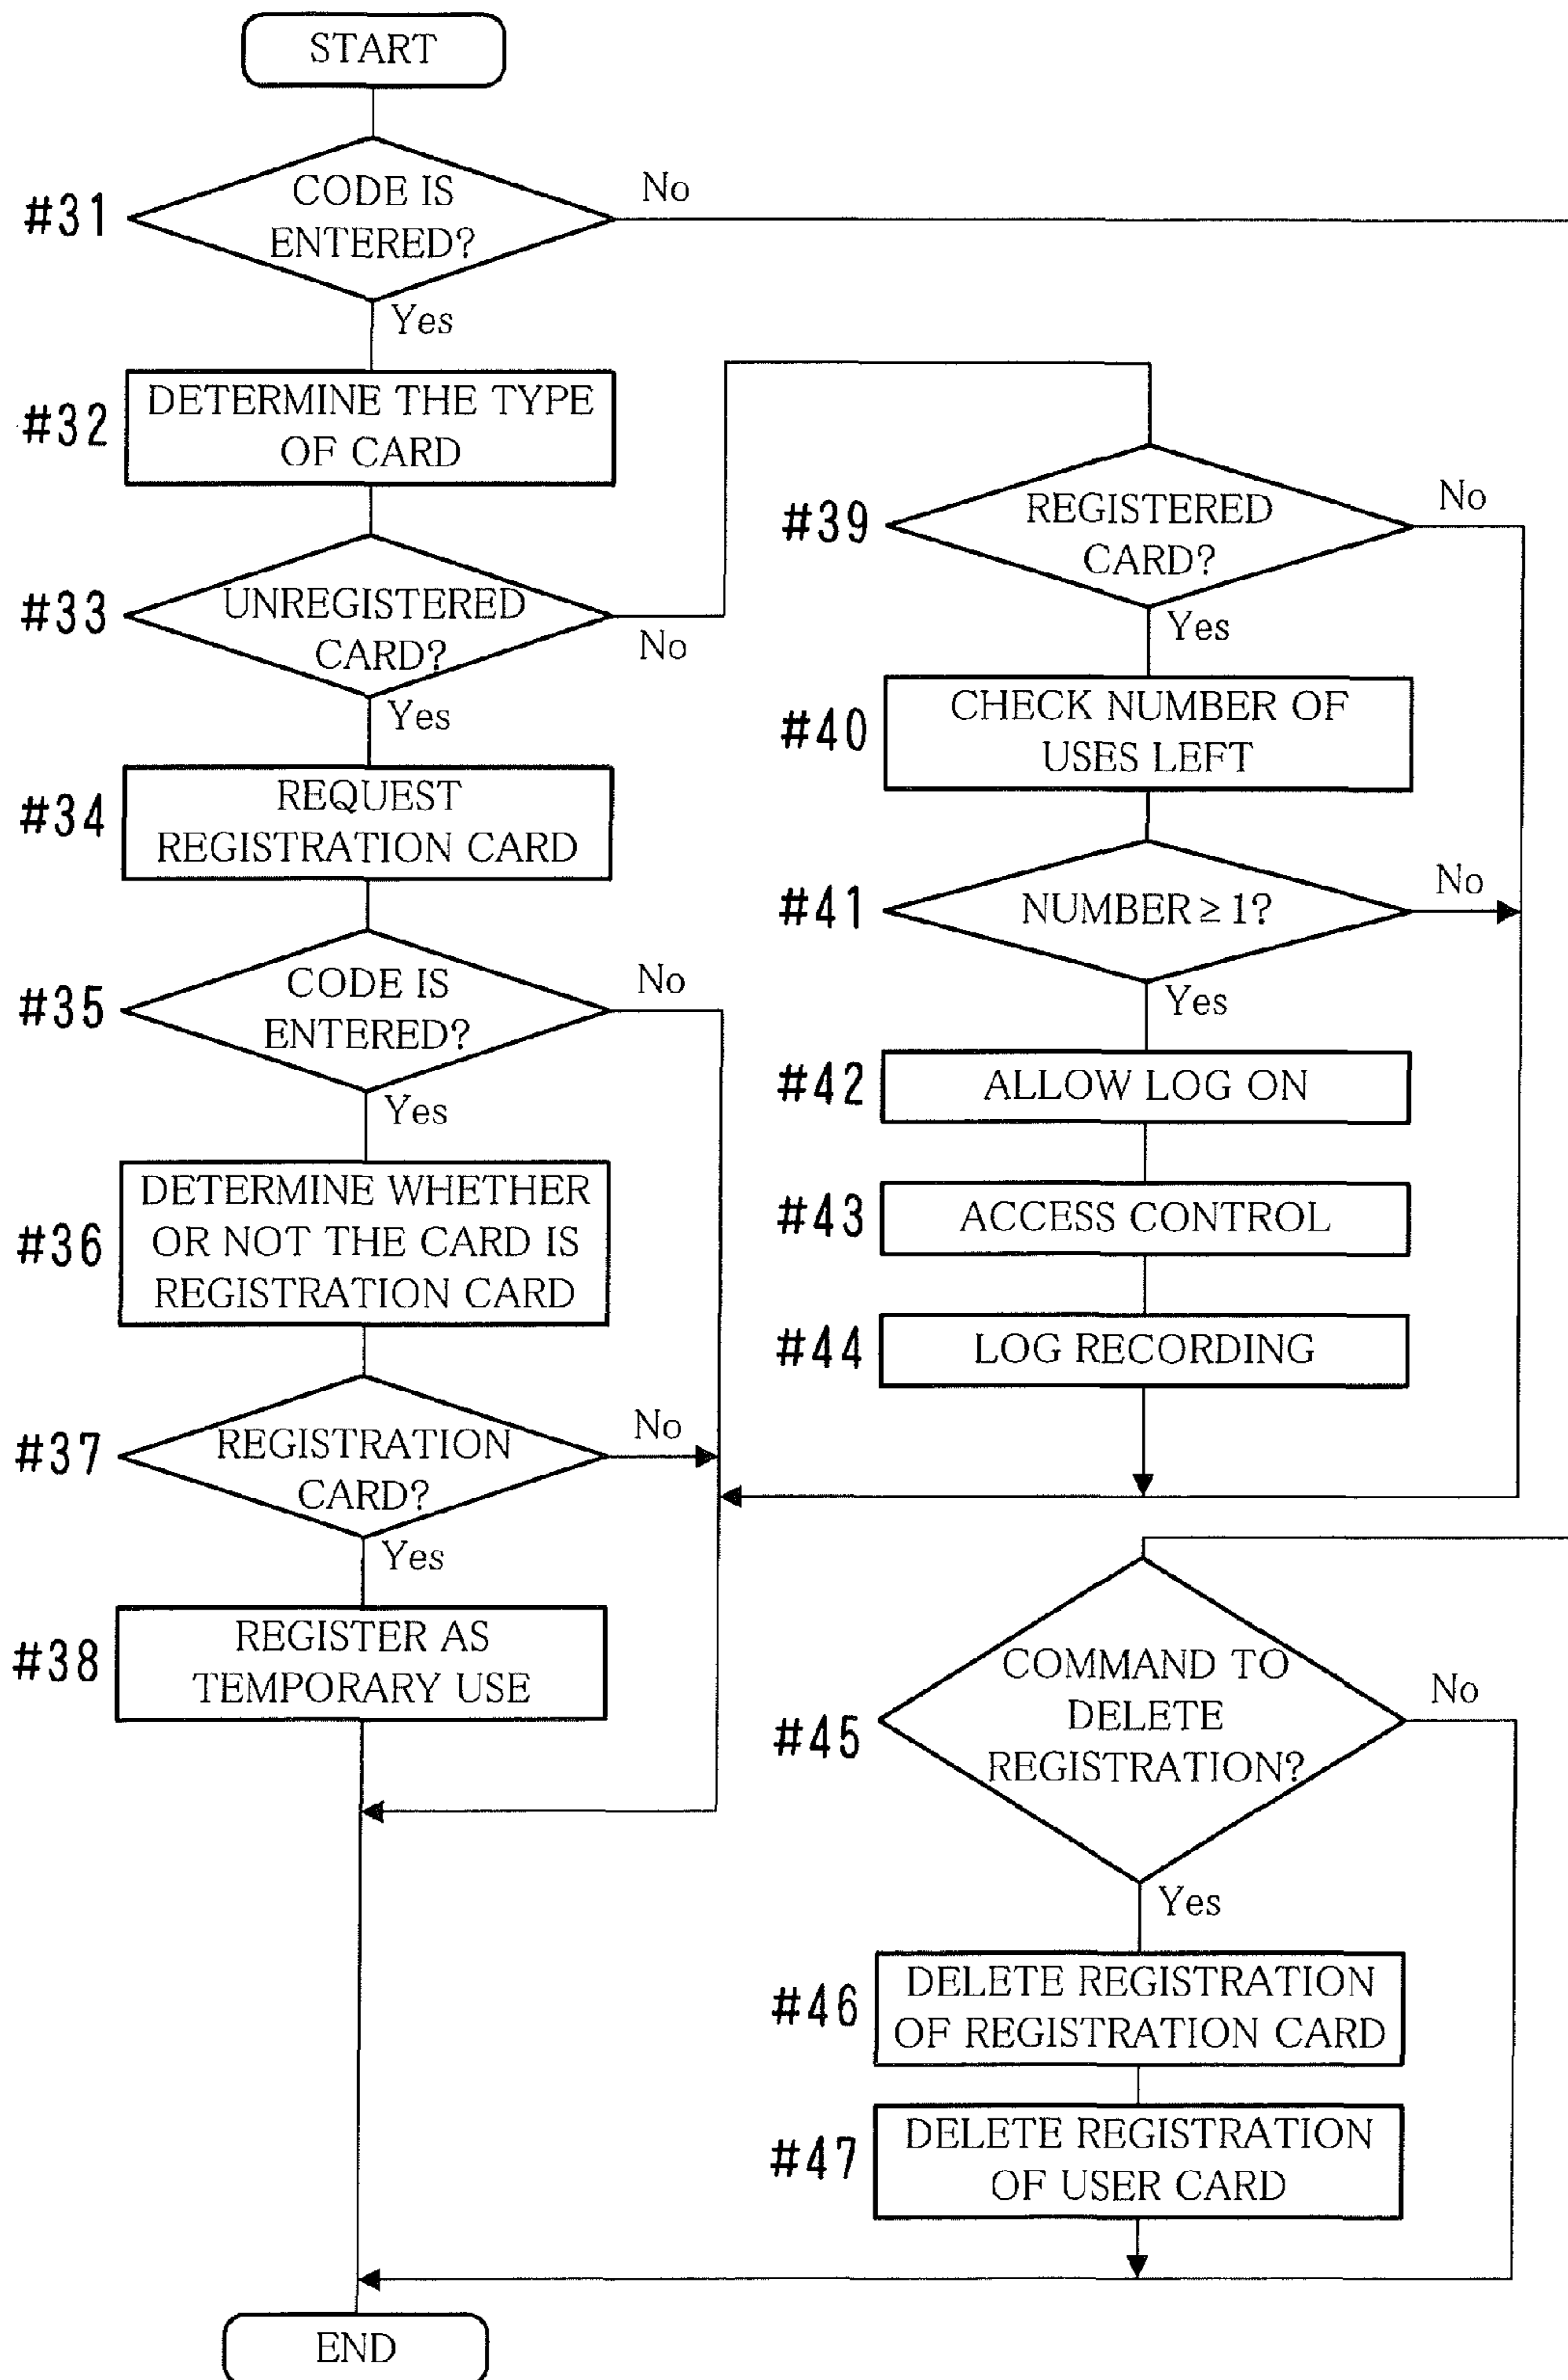 START
#31
CODE IS
ENTERED?
No
Yes
#32
DETERMINE THE TYPE
OF CARD
#33
UNREGISTERED
CARD?
No
Yes
#34
REQUEST
REGISTRATION CARD
#35
CODE IS
ENTERED?
No
Yes
#36
DETERMINE WHETHER
OR NOT THE CARD IS
REGISTRATION CARD
#37
REGISTRATION
CARD?
No
Yes
#38
REGISTER AS
TEMPORARY USE
#39
REGISTERED
CARD?
No
Yes
#40
CHECK NUMBER OF
USES LEFT
#41
NUMBER ≥ 1?
No
Yes
#42
ALLOW LOG ON
#43
ACCESS CONTROL
#44
LOG RECORDING
#45
COMMAND TO
DELETE
REGISTRATION?
No
Yes
#46
DELETE REGISTRATION
OF REGISTRATION CARD
#47
DELETE REGISTRATION
OF USER CARD
END